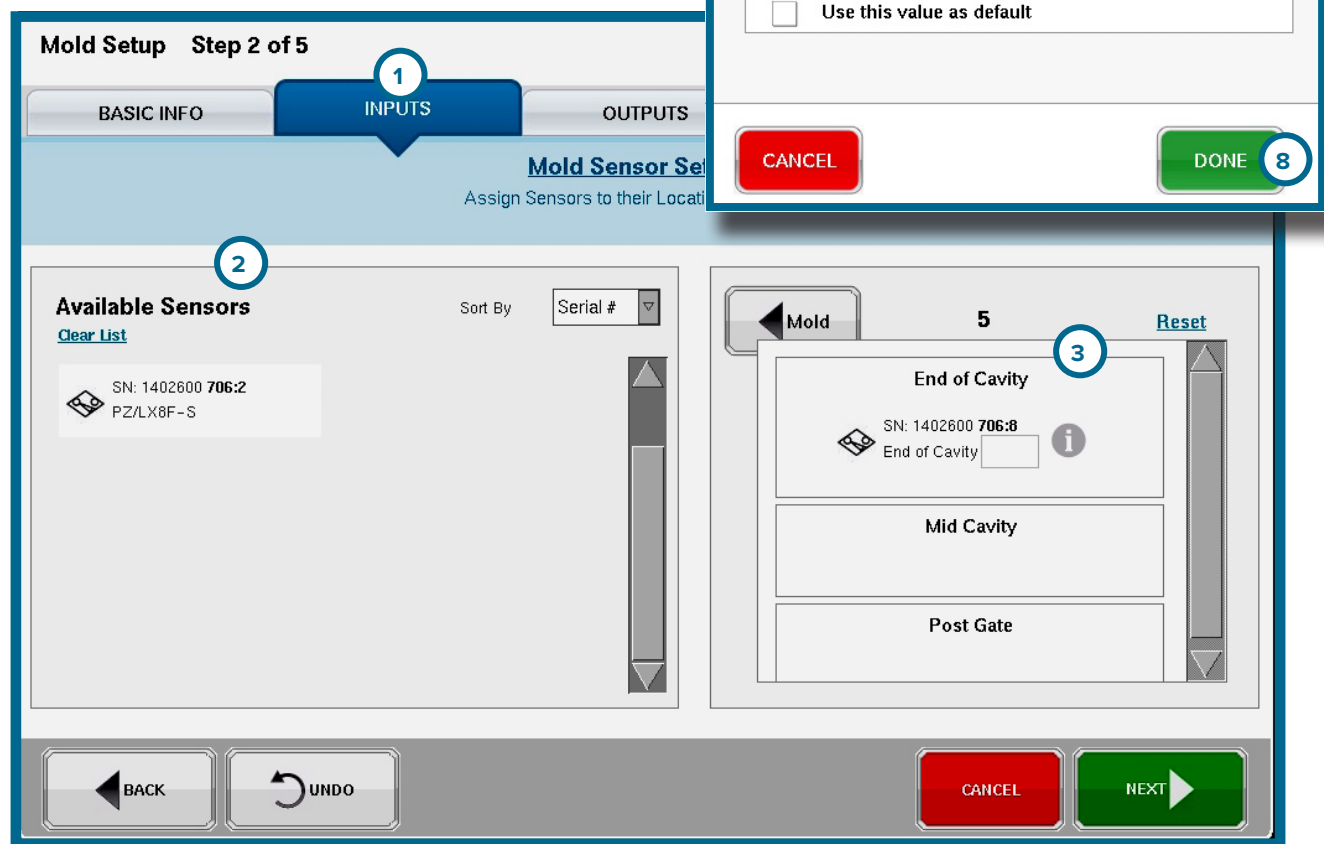 Use this value as default
CANCEL
DONE
8
Mold Setup Step 2 of 5
1
BASIC INFO
INPUTS
OUTPUTS
Mold Sensor Set
Assign Sensors to their Locati
2
Available Sensors
Sort By
Serial #
Clear List
SN: 1402600 706:2
PZ/LX8F-S
Mold
5
Reset
3
End of Cavity
SN: 1402600 706:8
End of Cavity
i
Mid Cavity
Post Gate
BACK
UNDO
CANCEL
NEXT